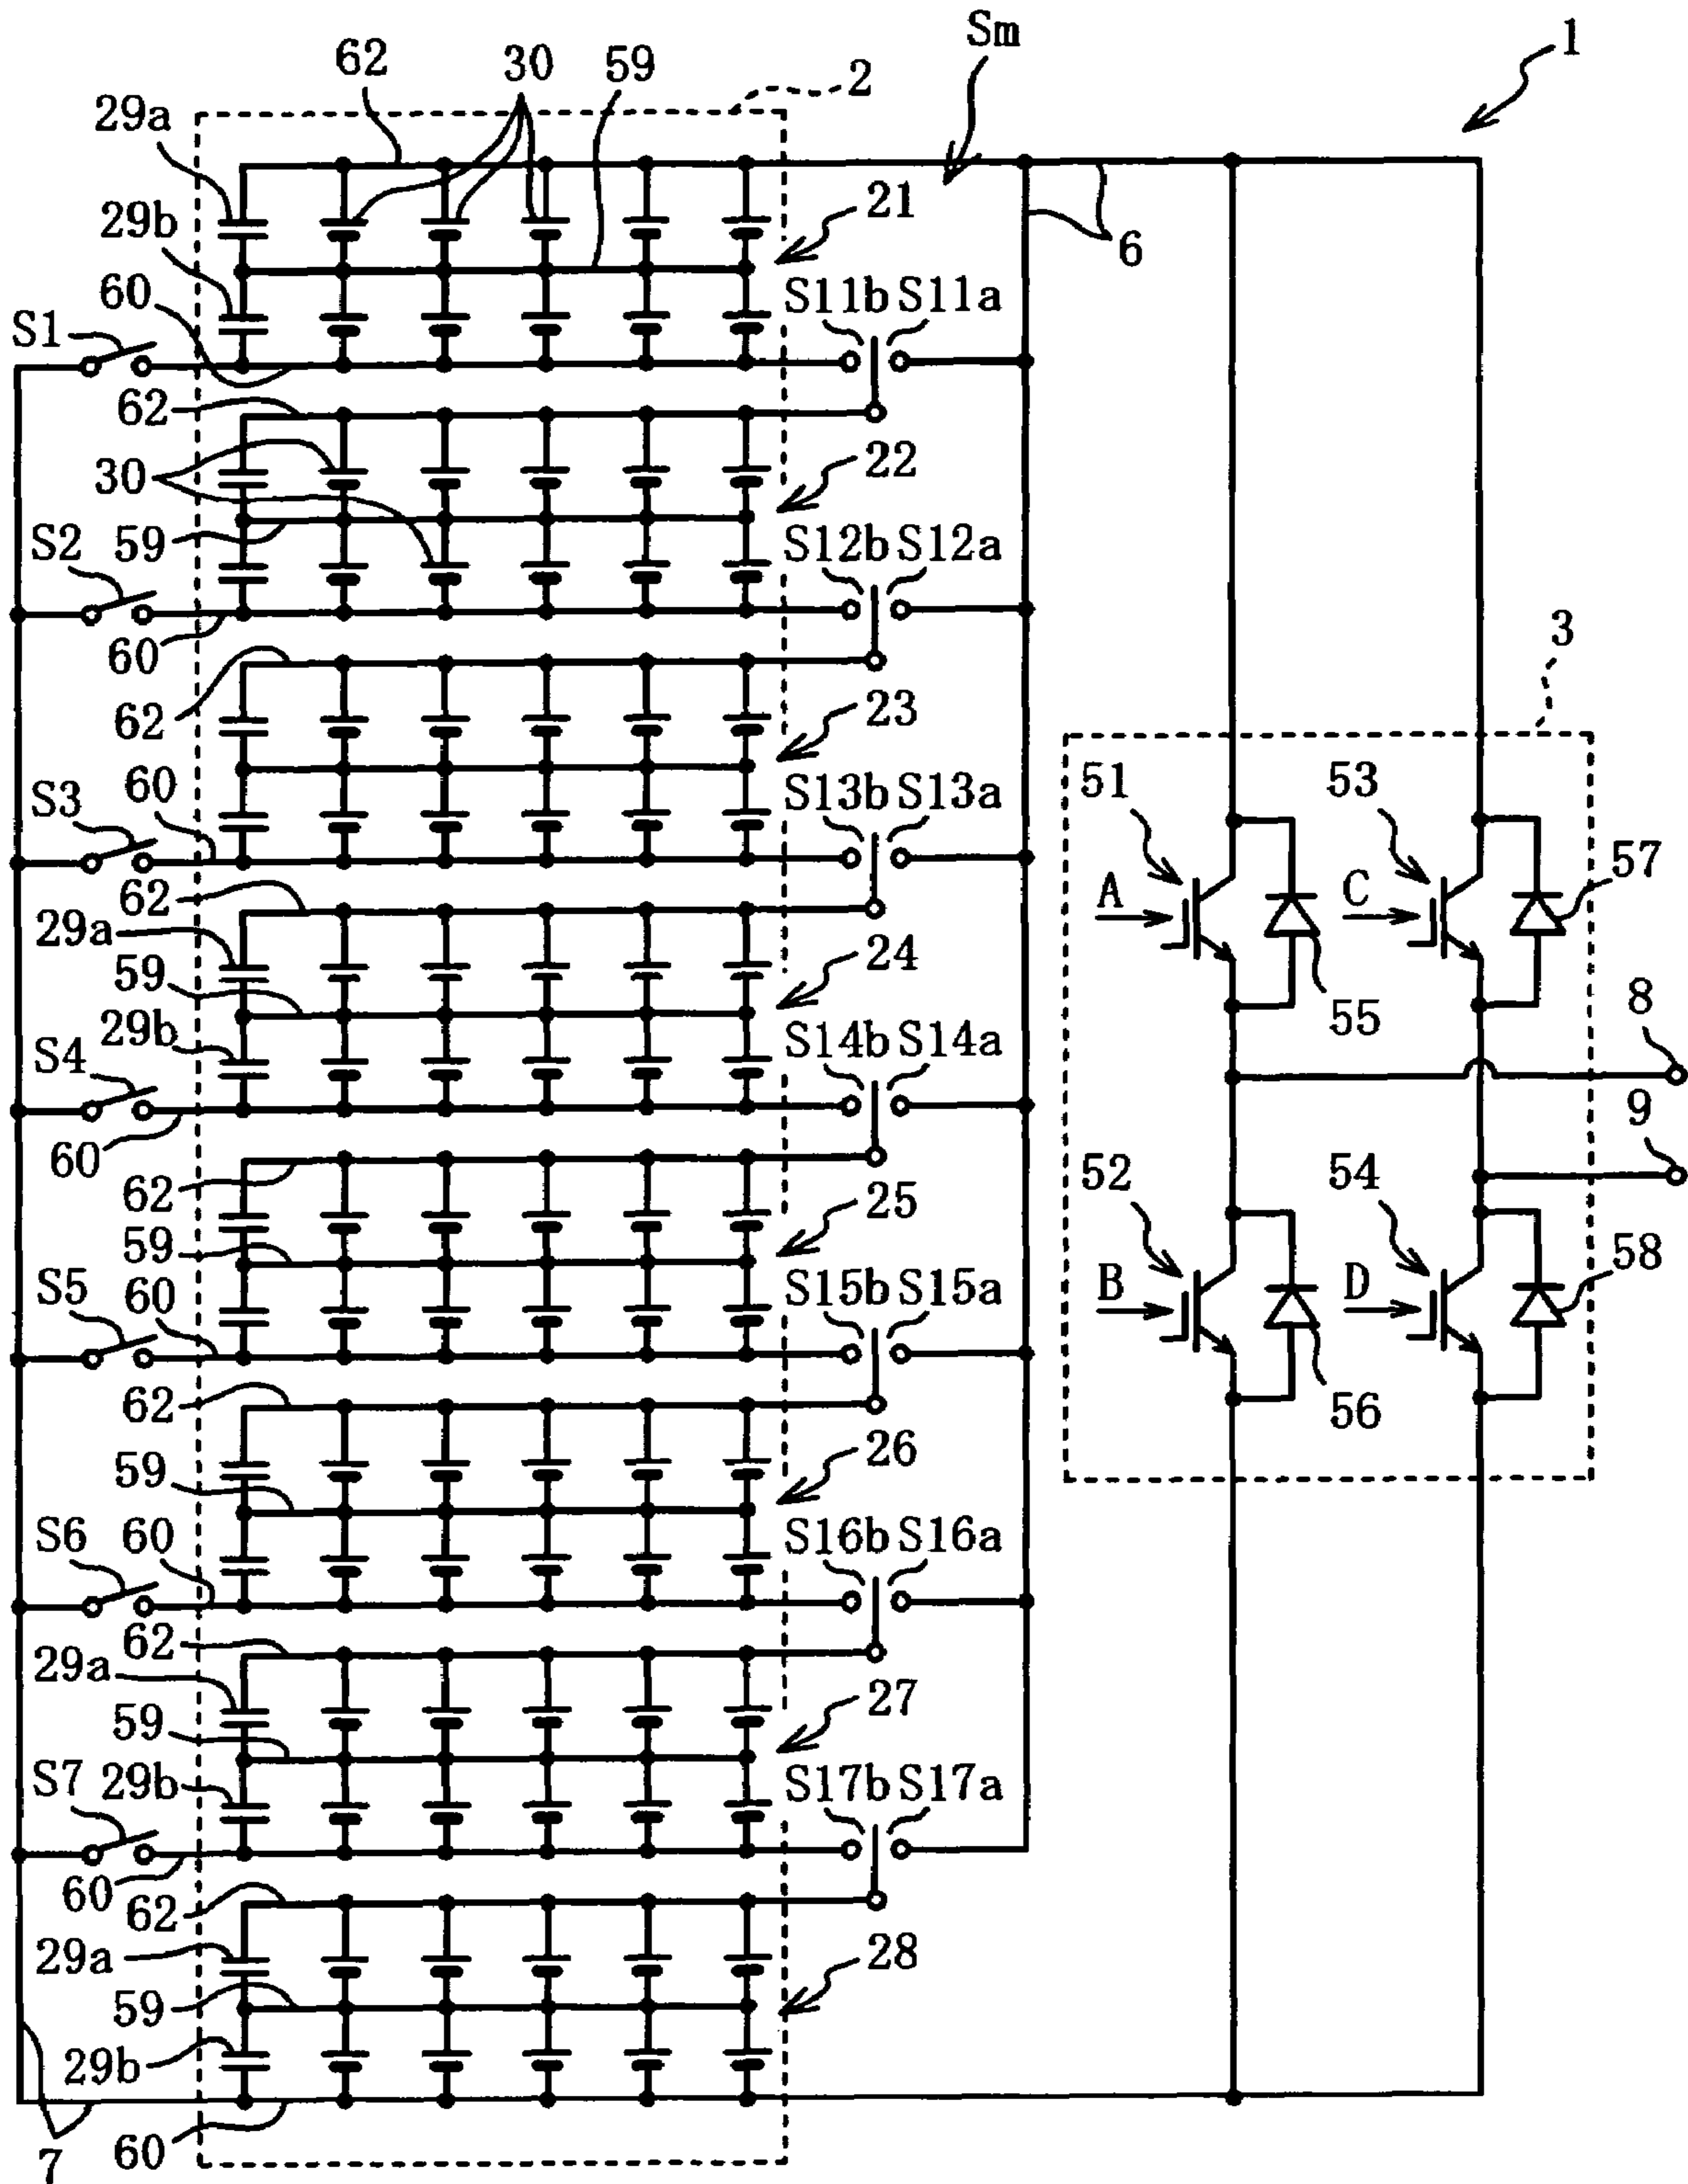 Sm
1
62
30
59
2
29a
29b
21
60
6
S11b S11a
S1
62
30
22
59
S2
S12b S12a
60
3
62
23
51
53
S3
60
S13b S13a
57
A
C
62
29a
59
24
8
55
29b
S14b S14a
S4
9
60
52
54
62
25
59
58
S5
60
S15b S15a
B
D
62
56
59
26
S6
60
S16b S16a
62
29a
59
27
S7
29b
S17b S17a
60
62
29a
28
59
29b
7
60